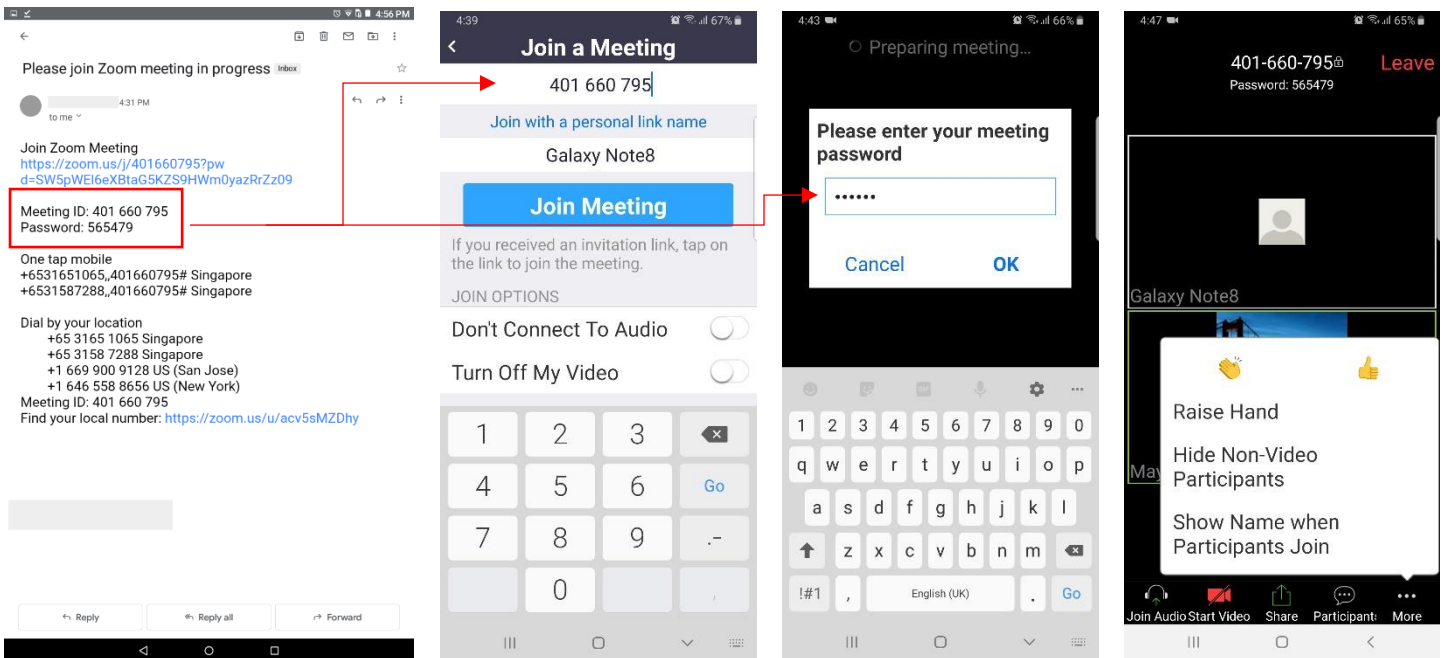 4:56 PM
Please join Zoom meeting in progress Inbox
4:31 PM
to me
Join Zoom Meeting
https://zoom.us/j/401660795?pw
d=SW5pWEl6eXBtaG5KZS9HWm0yazRrZz09
Meeting ID: 401 660 795
Password: 565479
One tap mobile
+6531651065,,401660795# Singapore
+6531587288,,401660795# Singapore
Dial by your location
+65 3165 1065 Singapore
+65 3158 7288 Singapore
+1 669 900 9128 US (San Jose)
+1 646 558 8656 US (New York)
Meeting ID: 401 660 795
Find your local number: https://zoom.us/u/acv5sMZDhy
Reply Reply all Forward
4:39 67%
Join a Meeting
401 660 795
Join with a personal link name
Galaxy Note8
Join Meeting
If you received an invitation link, tap on
the link to join the meeting.
JOIN OPTIONS
Don't Connect To Audio
Turn Off My Video
1 2 3
4 5 6 Go
7 8 9 .-
0 ,
4:43 66%
Preparing meeting...
Please enter your meeting
password
••••••
Cancel OK
1 2 3 4 5 6 7 8 9 0
q w e r t y u i o p
a s d f g h j k l
z x c v b n m
!#1 , English (UK) . Go
4:47 65%
401-660-795 Leave
Password: 565479
Galaxy Note8
May
Raise Hand
Hide Non-Video
Participants
Show Name when
Participants Join
Join Audio Start Video Share Participants More